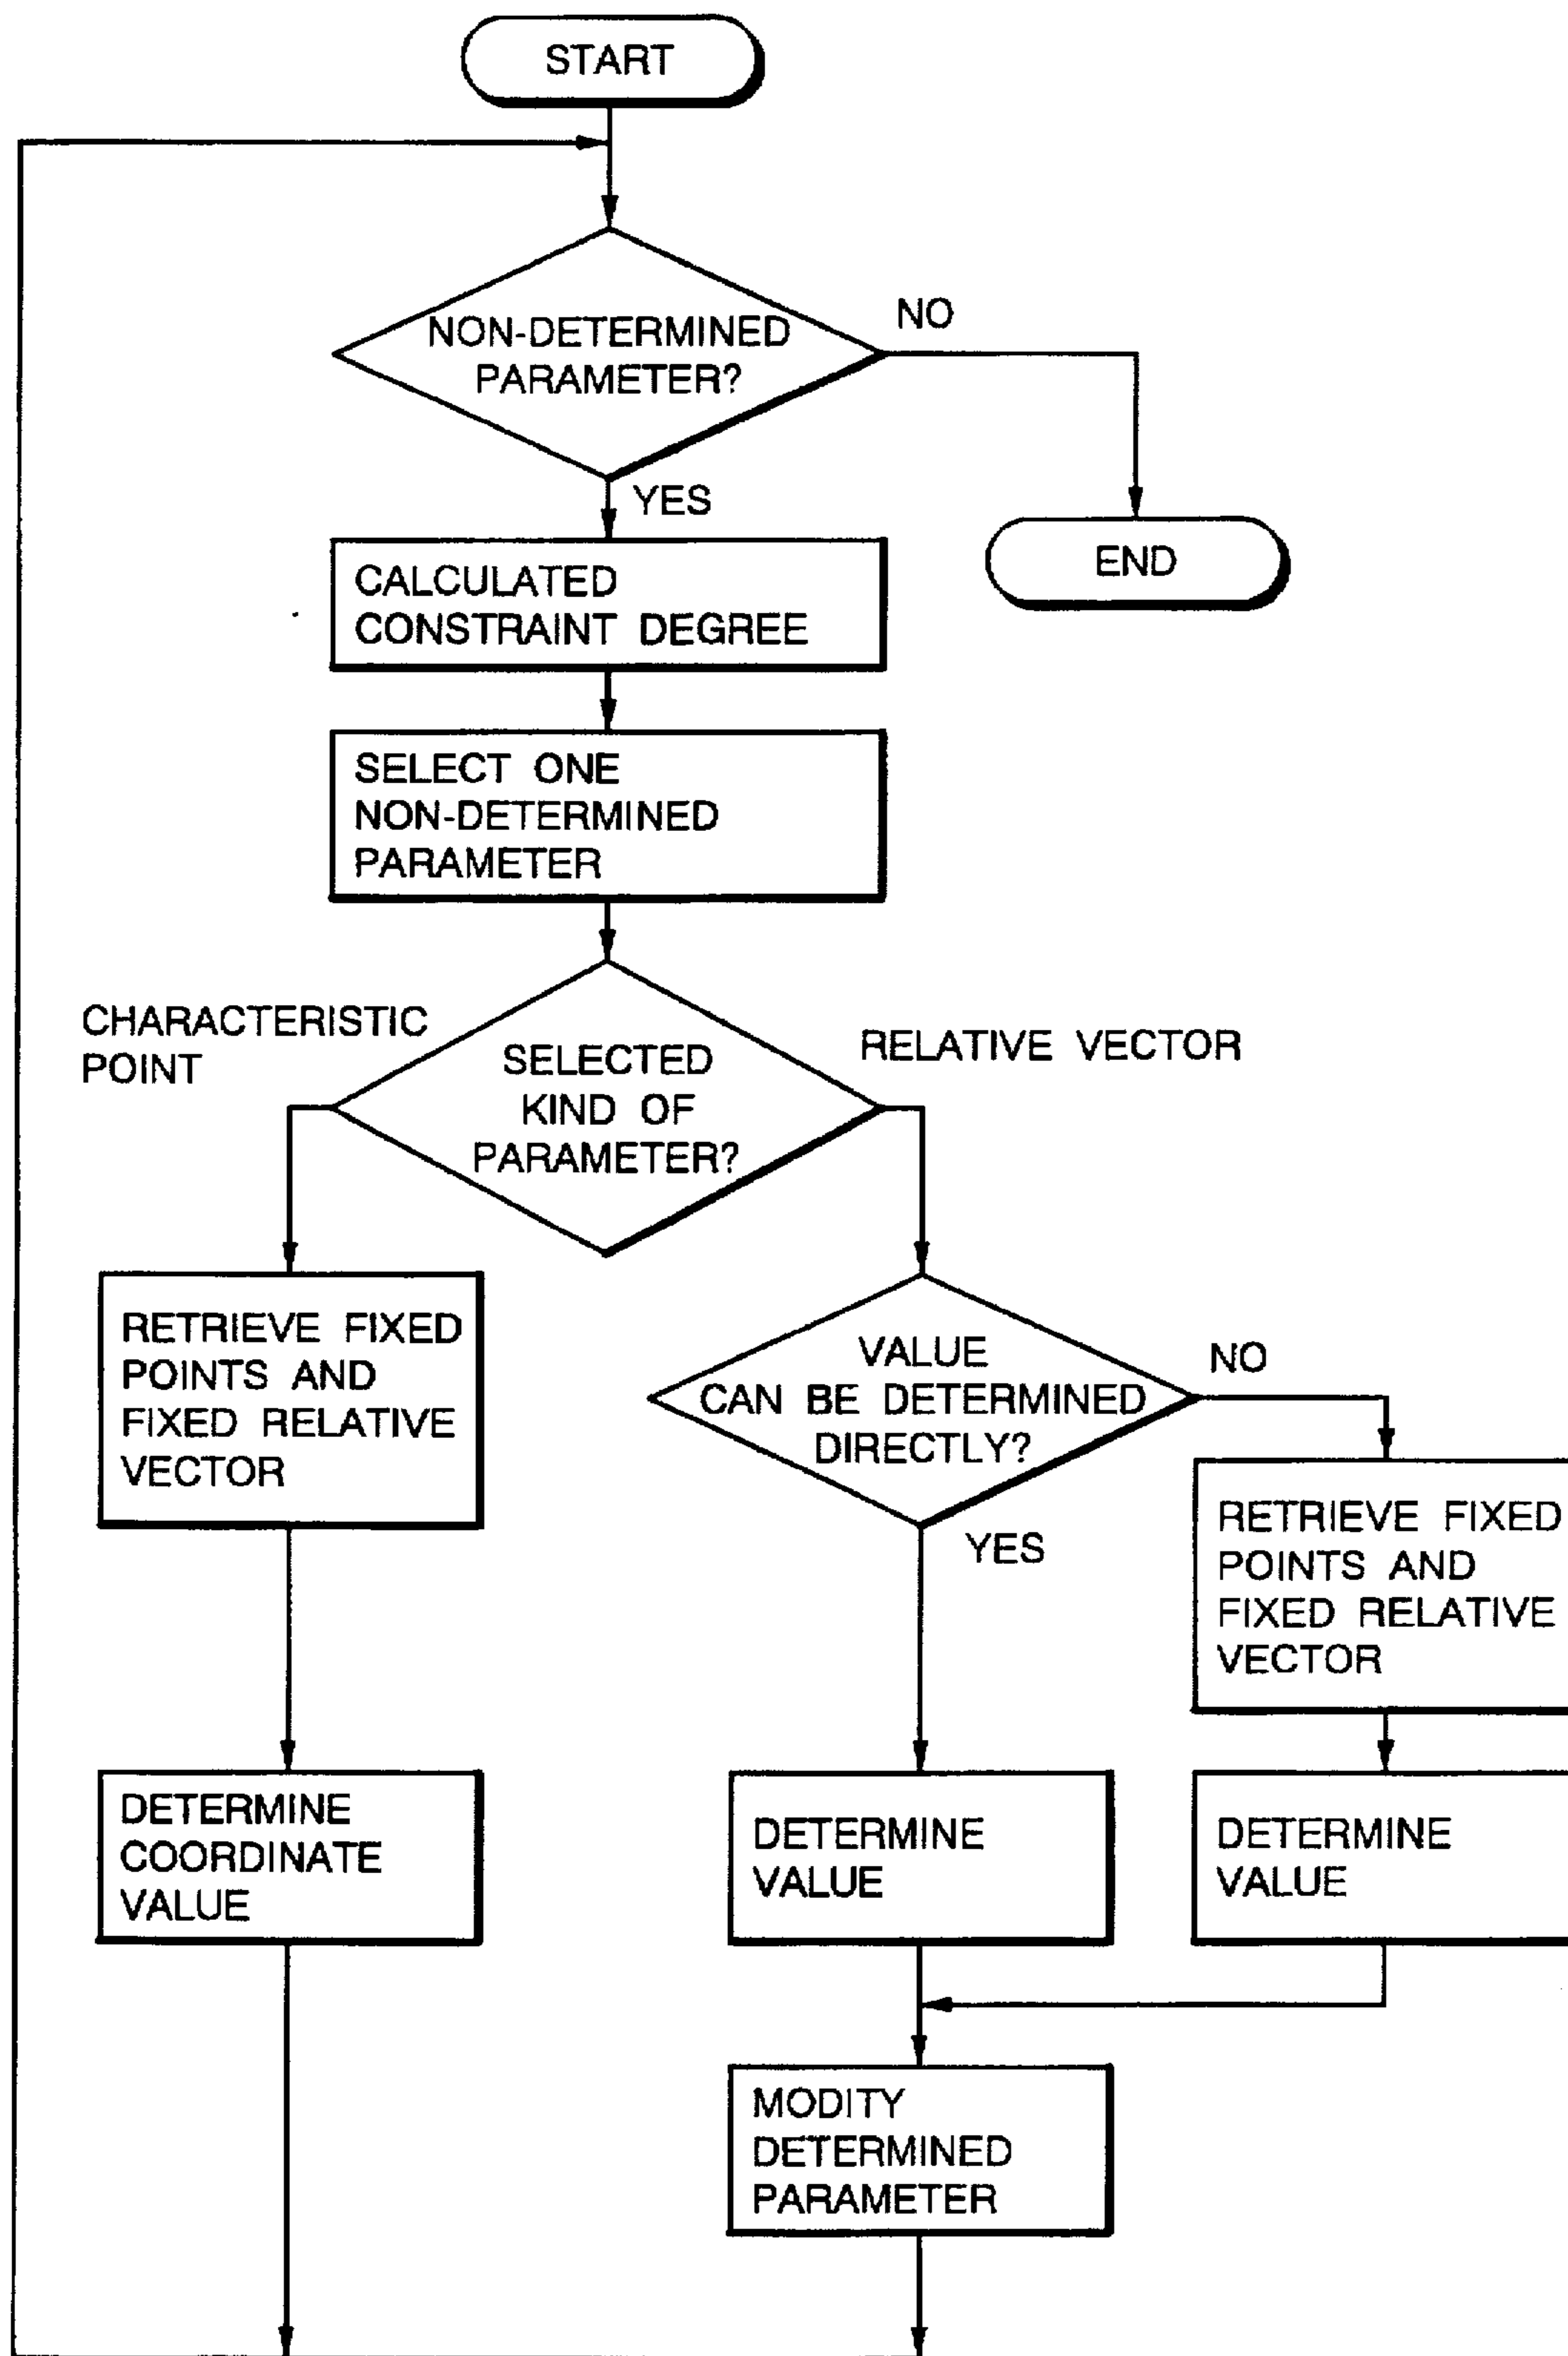 START
NON-DETERMINED
PARAMETER?
NO
YES
END
CALCULATED
CONSTRAINT DEGREE
SELECT ONE
NON-DETERMINED
PARAMETER
CHARACTERISTIC
POINT
SELECTED
KIND OF
PARAMETER?
RELATIVE VECTOR
RETRIEVE FIXED
POINTS AND
FIXED RELATIVE
VECTOR
VALUE
CAN BE DETERMINED
DIRECTLY?
NO
YES
RETRIEVE FIXED
POINTS AND
FIXED RELATIVE
VECTOR
DETERMINE
COORDINATE
VALUE
DETERMINE
VALUE
DETERMINE
VALUE
MODITY
DETERMINED
PARAMETER